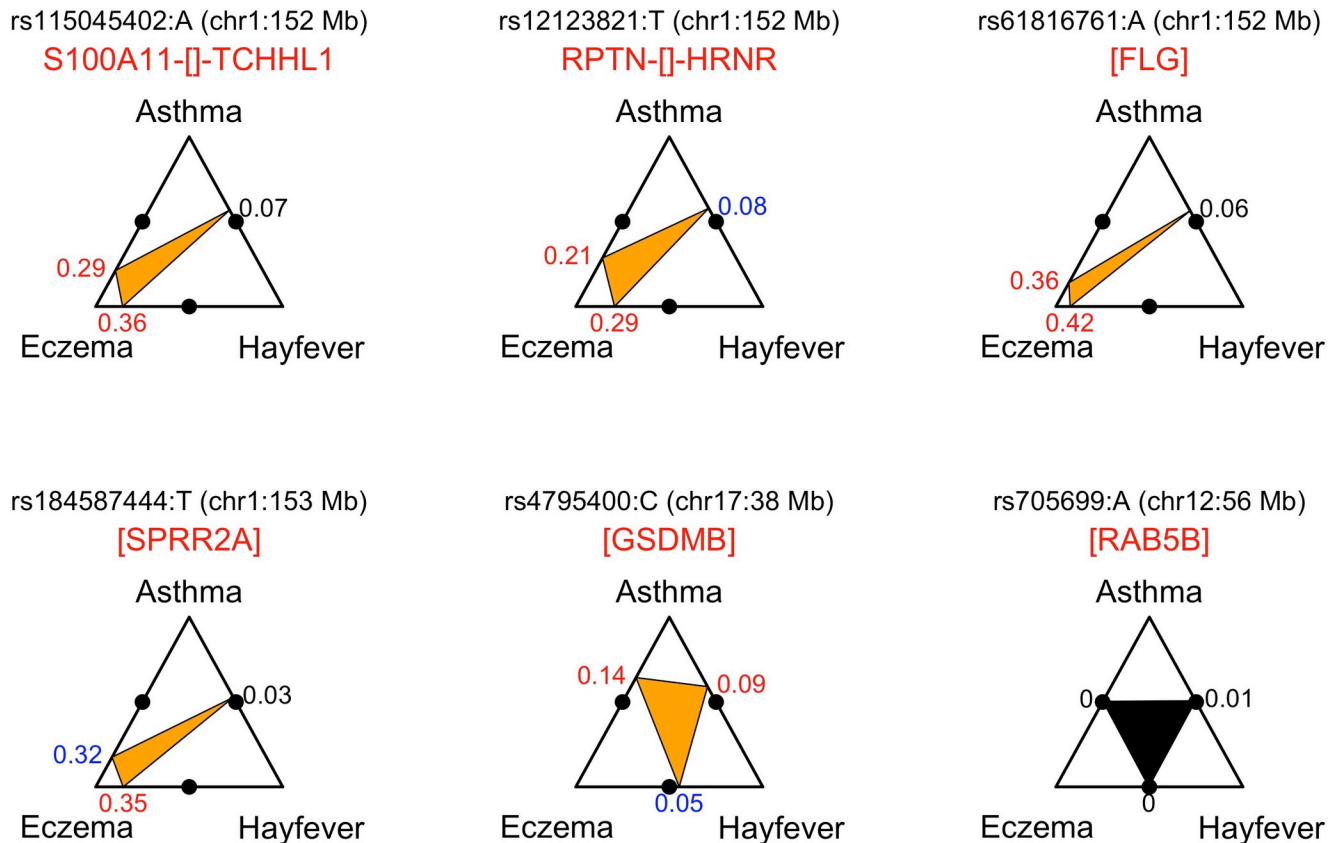 rs115045402:A (chr1:152 Mb)
S100A11-[]-TCHHL1
Asthma
0.07
0.29
0.36
Eczema
Hayfever
rs12123821:T (chr1:152 Mb)
RPTN-[]-HRNR
Asthma
0.08
0.21
0.29
Eczema
Hayfever
rs61816761:A (chr1:152 Mb)
[FLG]
Asthma
0.06
0.36
0.42
Eczema
Hayfever
rs184587444:T (chr1:153 Mb)
[SPRR2A]
Asthma
0.03
0.32
0.35
Eczema
Hayfever
rs4795400:C (chr17:38 Mb)
[GSDMB]
Asthma
0.14
0.09
0.05
Eczema
Hayfever
rs705699:A (chr12:56 Mb)
[RAB5B]
Asthma
0
0.01
0
Eczema
Hayfever